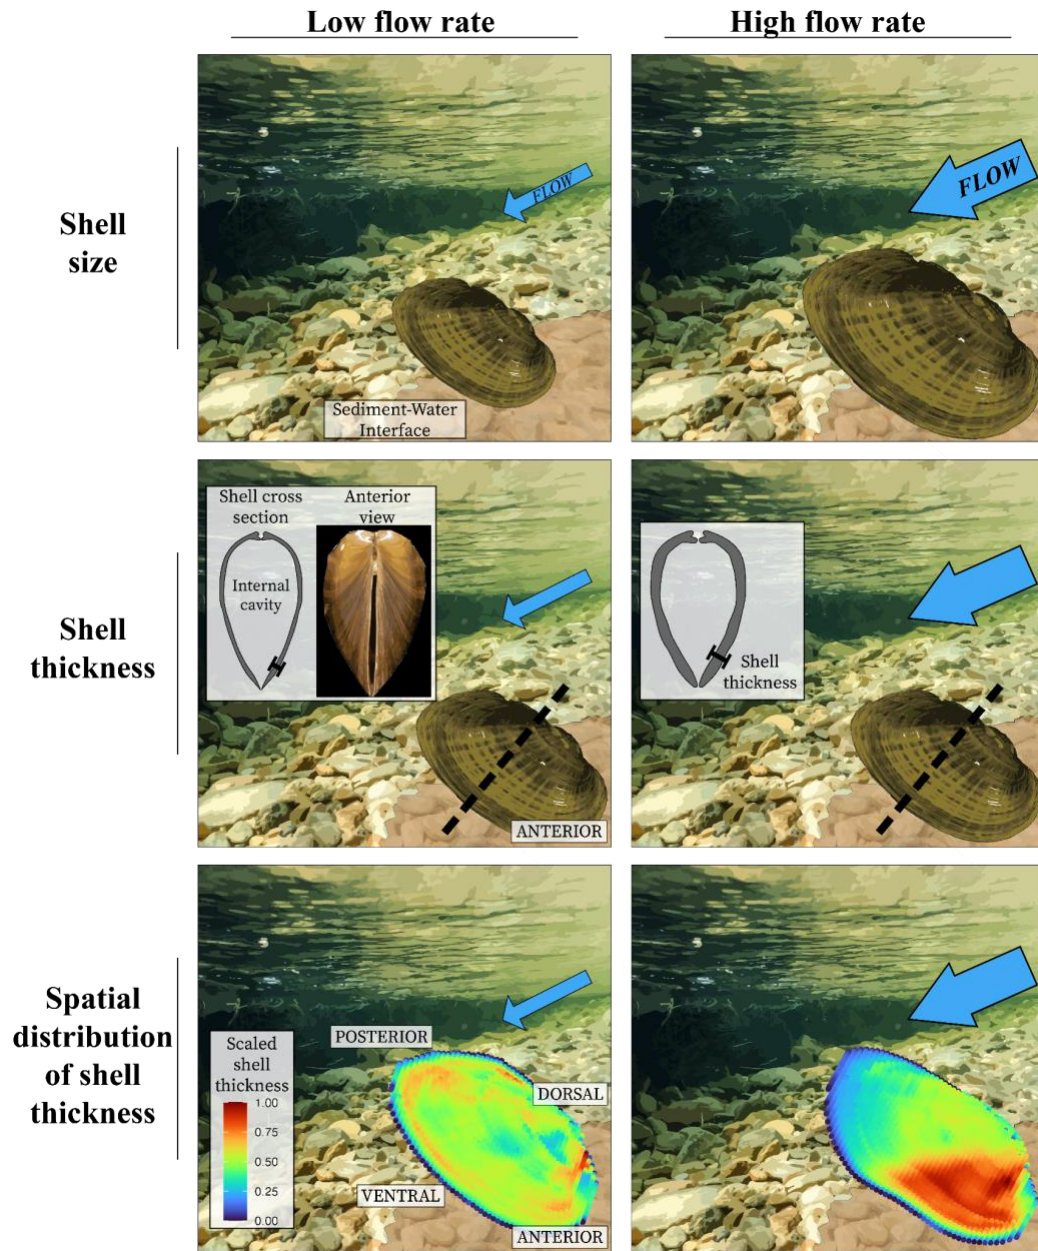 Low flow rate
High flow rate
Shell
size
FLOW
Sediment-Water
Interface
FLOW
Shell
thickness
Shell cross
section
Anterior
view
Internal
cavity
ANTERIOR
Shell
thickness
Spatial
distribution
of shell
thickness
POSTERIOR
Scaled
shell
thickness
1.00
0.75
0.50
0.25
0.00
DORSAL
VENTRAL
ANTERIOR